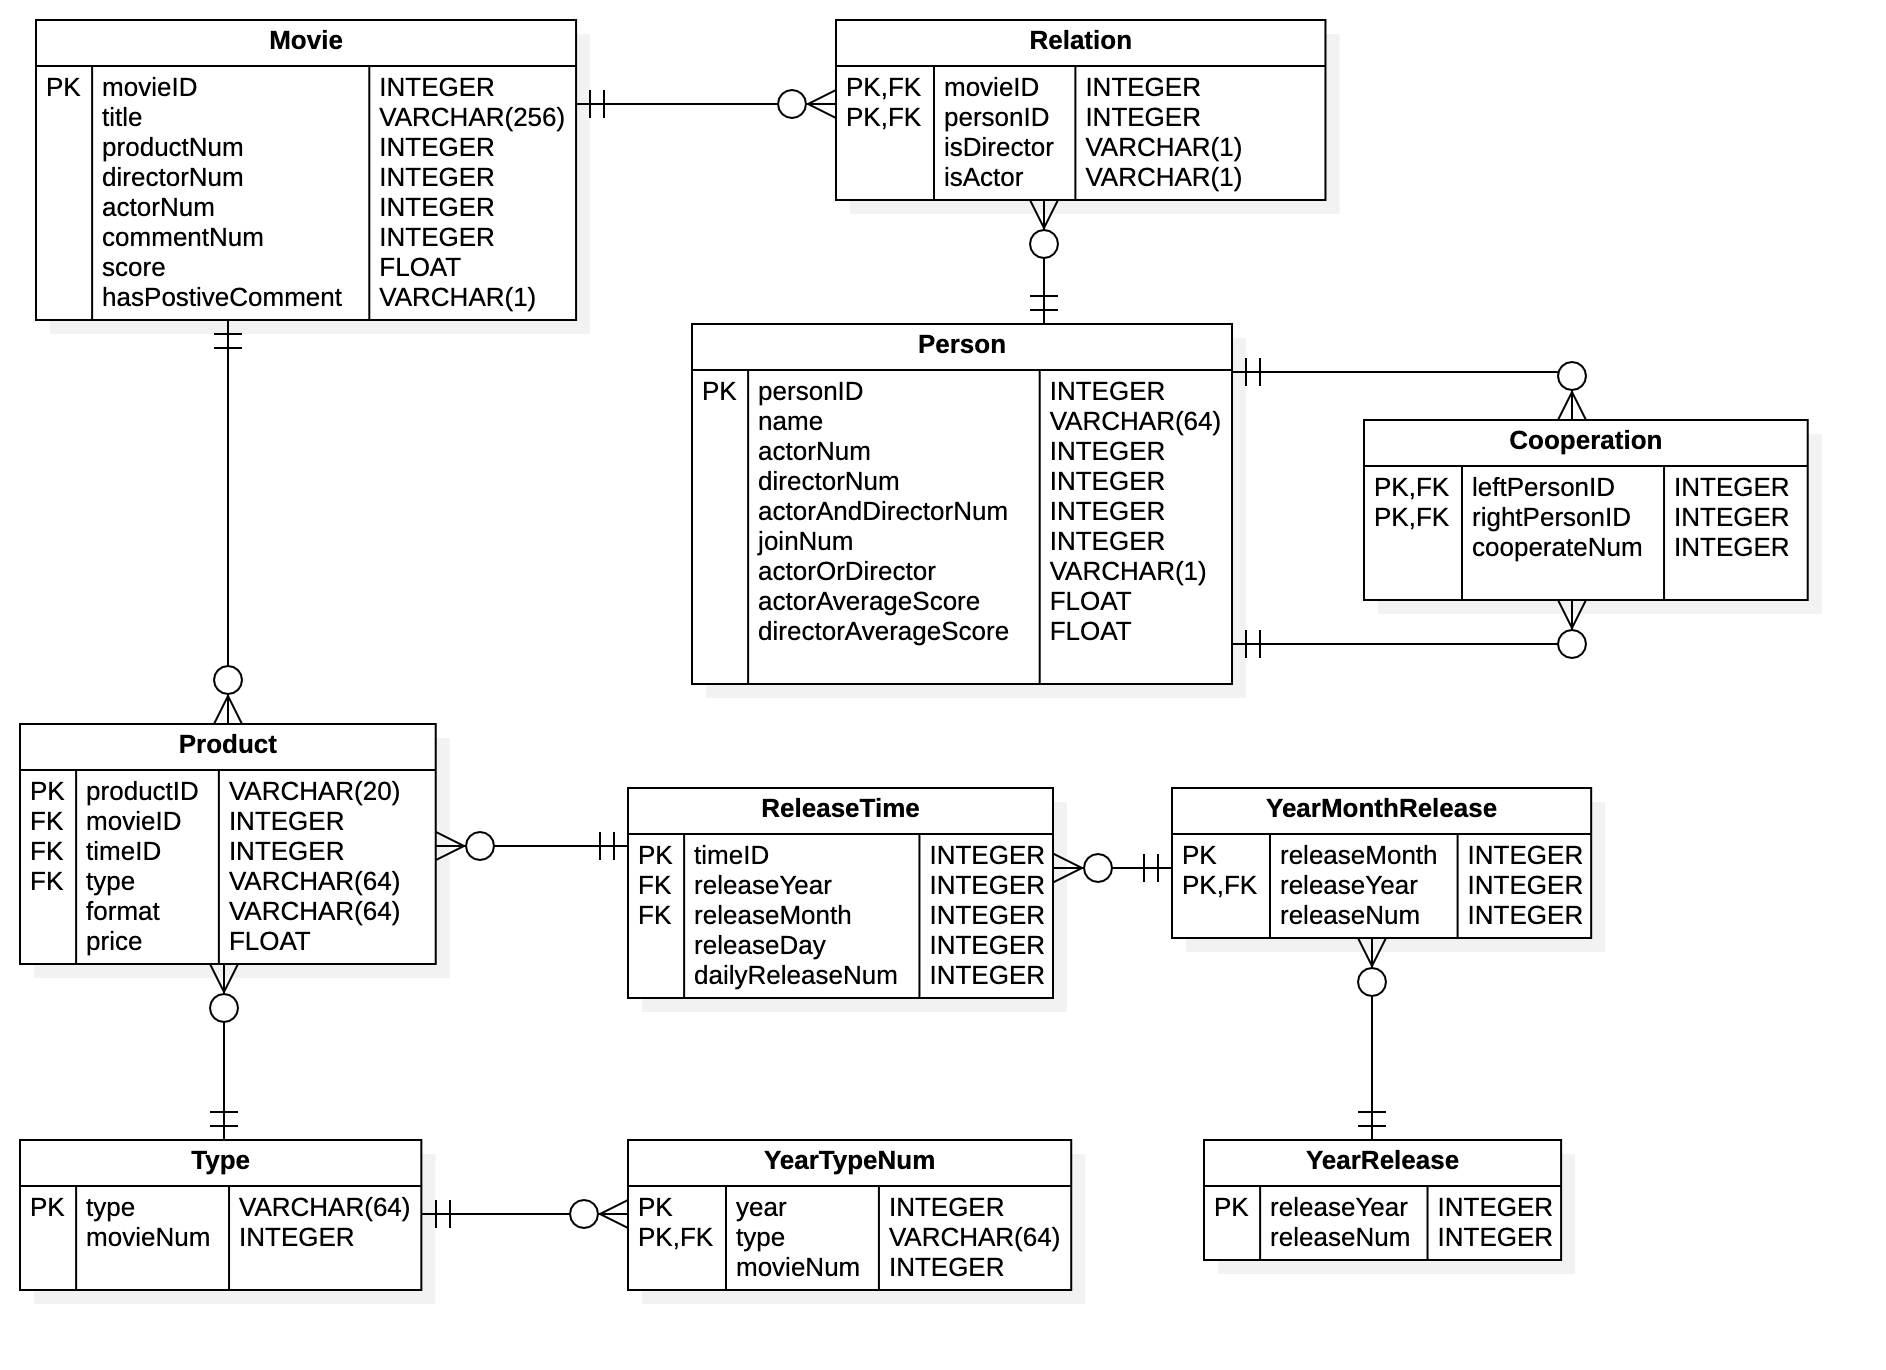 Movie
PK movieID INTEGER
title VARCHAR(256)
productNum INTEGER
directorNum INTEGER
actorNum INTEGER
commentNum INTEGER
score FLOAT
hasPostiveComment VARCHAR(1)
Relation
PK,FK movieID INTEGER
PK,FK personID INTEGER
isDirector VARCHAR(1)
isActor VARCHAR(1)
Person
PK personID INTEGER
name VARCHAR(64)
actorNum INTEGER
directorNum INTEGER
actorAndDirectorNum INTEGER
joinNum INTEGER
actorOrDirector VARCHAR(1)
actorAverageScore FLOAT
directorAverageScore FLOAT
Cooperation
PK,FK leftPersonID INTEGER
PK,FK rightPersonID INTEGER
cooperateNum INTEGER
Product
PK productID VARCHAR(20)
FK movieID INTEGER
FK timeID INTEGER
FK type VARCHAR(64)
format VARCHAR(64)
price FLOAT
ReleaseTime
PK timeID INTEGER
FK releaseYear INTEGER
FK releaseMonth INTEGER
releaseDay INTEGER
dailyReleaseNum INTEGER
YearMonthRelease
PK releaseMonth INTEGER
PK,FK releaseYear INTEGER
releaseNum INTEGER
Type
PK type VARCHAR(64)
movieNum INTEGER
YearTypeNum
PK year INTEGER
PK,FK type VARCHAR(64)
movieNum INTEGER
YearRelease
PK releaseYear INTEGER
releaseNum INTEGER